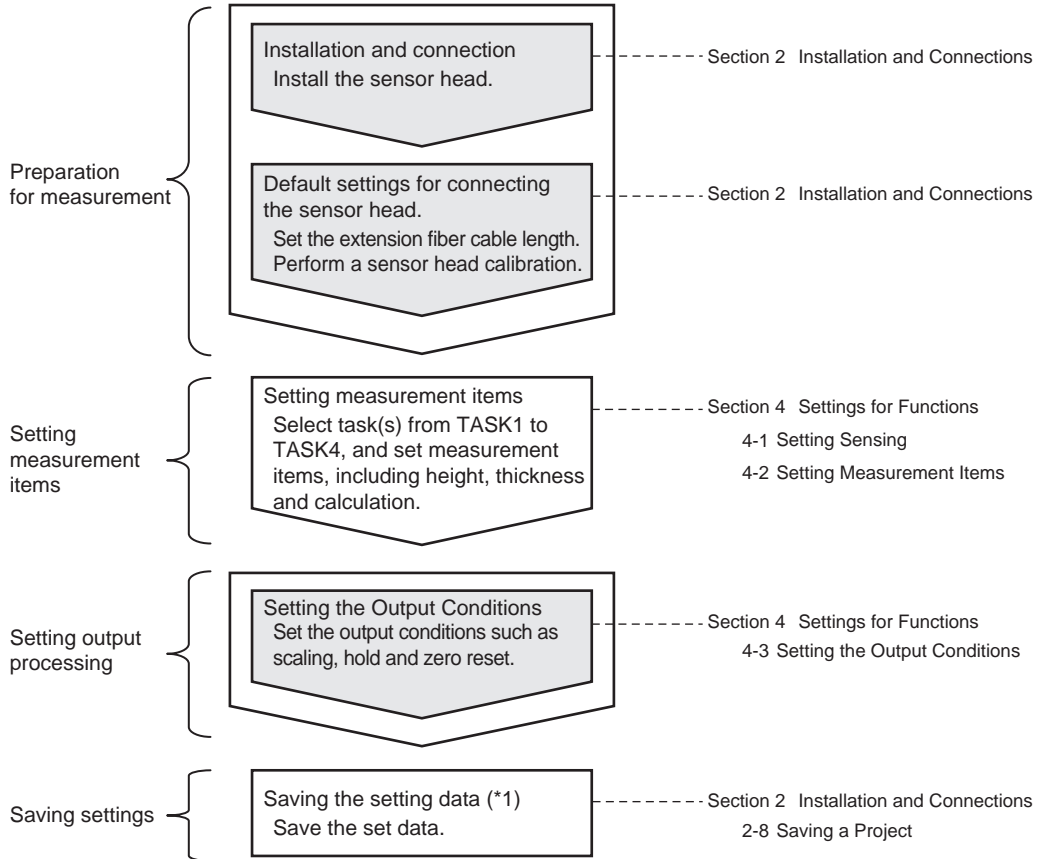 Preparation
for measurement
Installation and connection
Install the sensor head.
Section 2 Installation and Connections
Default settings for connecting
the sensor head.
Set the extension fiber cable length.
Perform a sensor head calibration.
Section 2 Installation and Connections
Setting
measurement
items
Setting measurement items
Select task(s) from TASK1 to
TASK4, and set measurement
items, including height, thickness
and calculation.
Section 4 Settings for Functions
4-1 Setting Sensing
4-2 Setting Measurement Items
Setting output
processing
Setting the Output Conditions
Set the output conditions such as
scaling, hold and zero reset.
Section 4 Settings for Functions
4-3 Setting the Output Conditions
Saving settings
Saving the setting data (*1)
Save the set data.
Section 2 Installation and Connections
2-8 Saving a Project